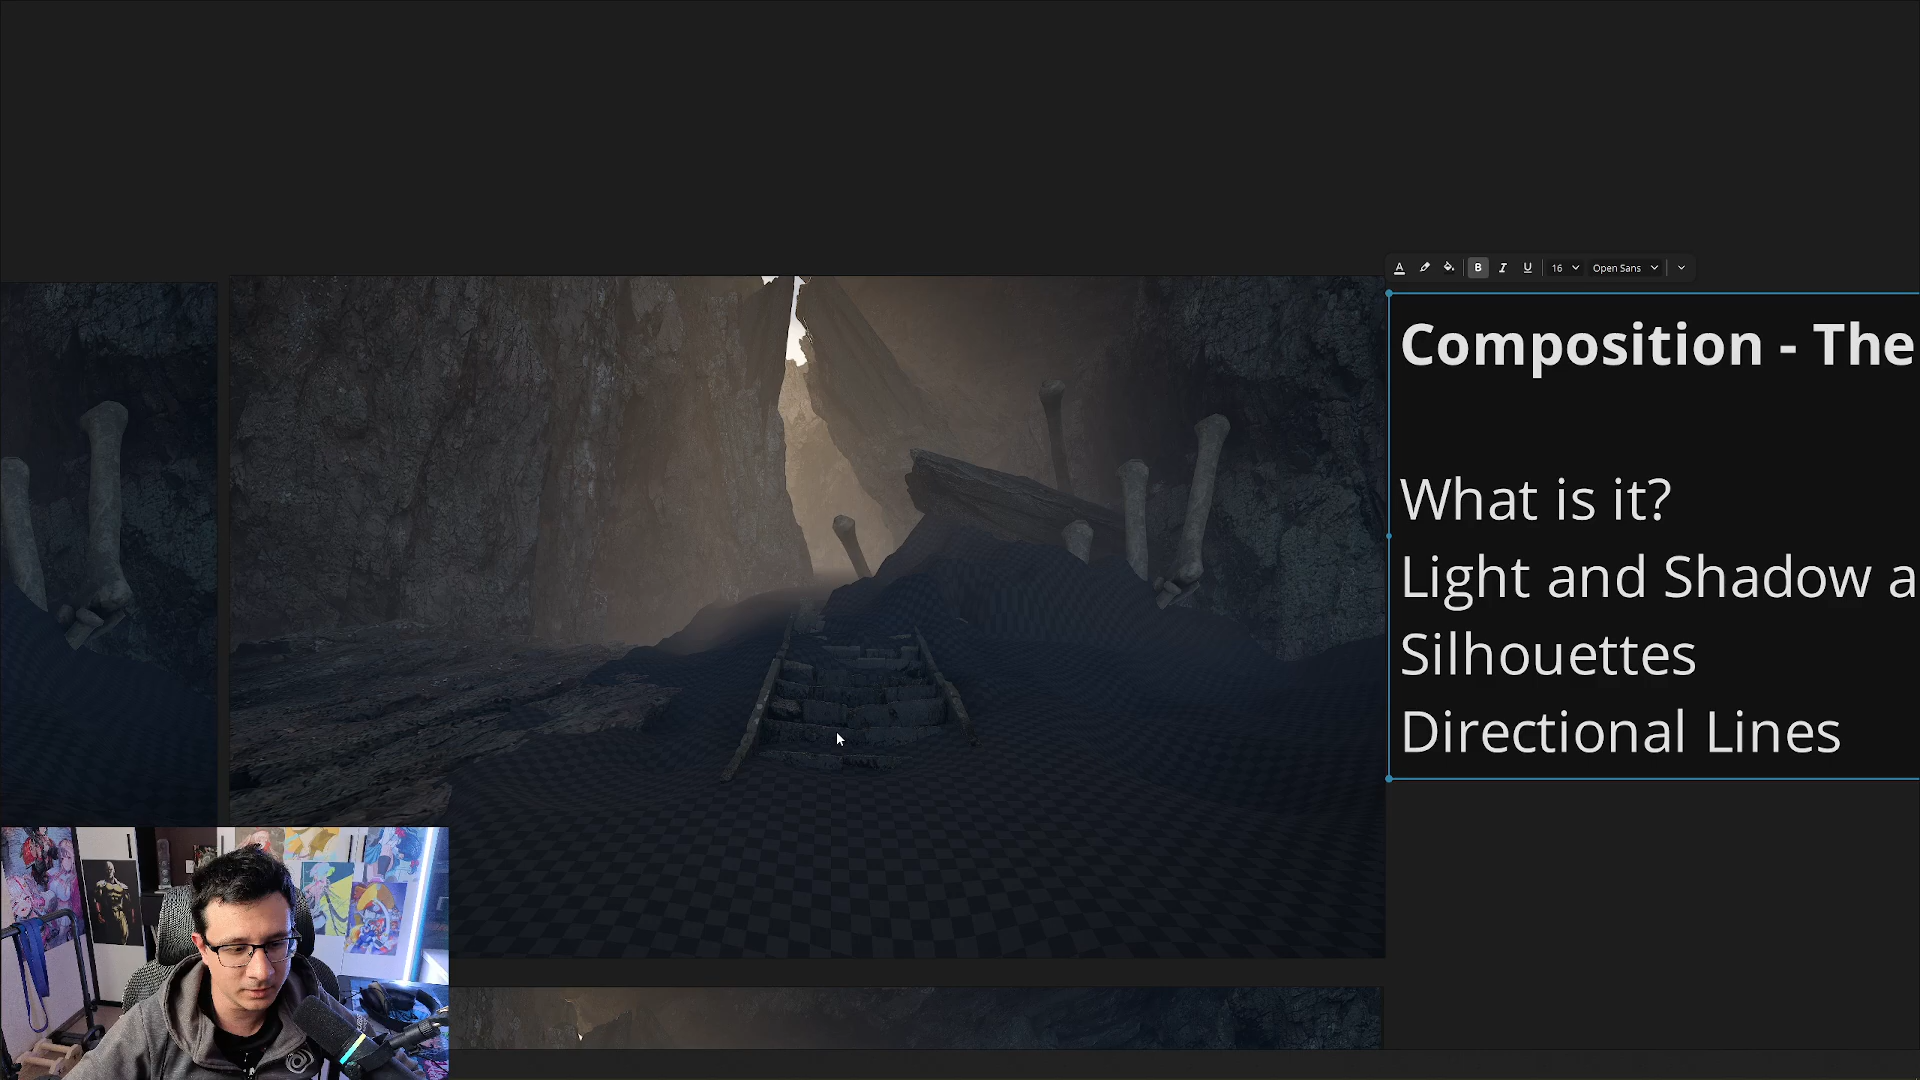 B I U 16 Open Sans
Composition - The
What is it?
Light and Shadow a
Silhouettes
Directional Lines